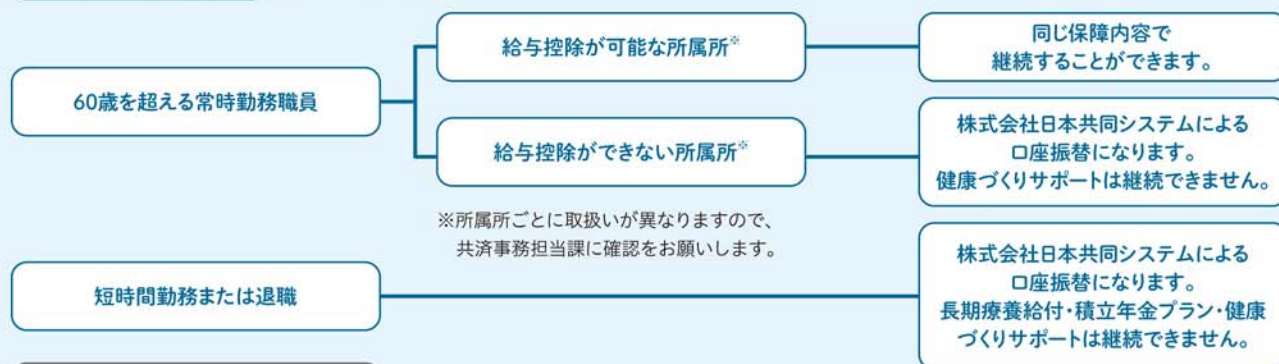 60歳を超える常時勤務職員
給与控除が可能な所属所※
同じ保障内容で
継続することができます。
給与控除ができない所属所※
株式会社日本共同システムによる
口座振替になります。
健康づくりサポートは継続できません。
※所属所ごとに取扱いが異なりますので、
共済事務担当課に確認をお願いします。
短時間勤務または退職
株式会社日本共同システムによる
口座振替になります。
長期療養給付・積立年金プラン・健康
づくりサポートは継続できません。